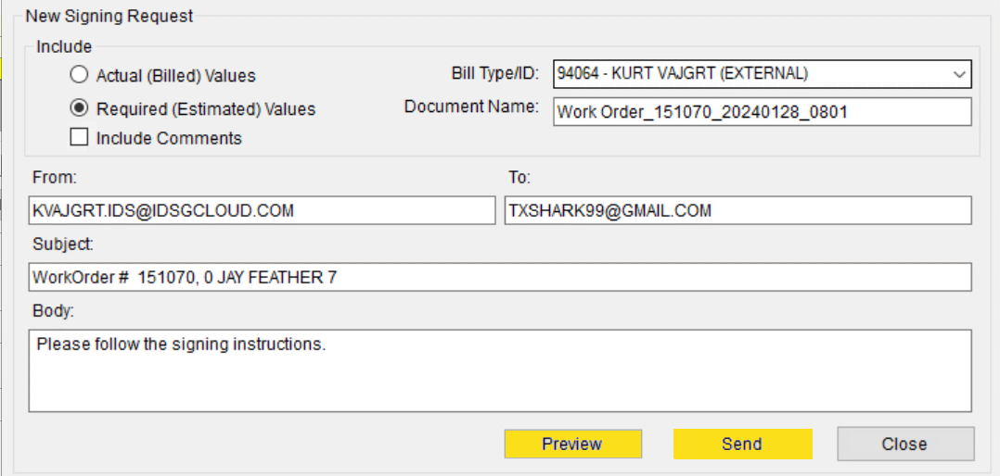 New Signing Request
Include
Actual (Billed) Values
Bill Type/ID: 94064 - KURT VAJGRT (EXTERNAL)
Required (Estimated) Values
Document Name: Work Order_151070_20240128_0801
Include Comments
From:
To:
KVAJGRT.IDS@IDSGCLOUD.COM
TXSHARK99@GMAIL.COM
Subject:
WorkOrder #  151070, 0 JAY FEATHER 7
Body:
Please follow the signing instructions.
Preview
Send
Close